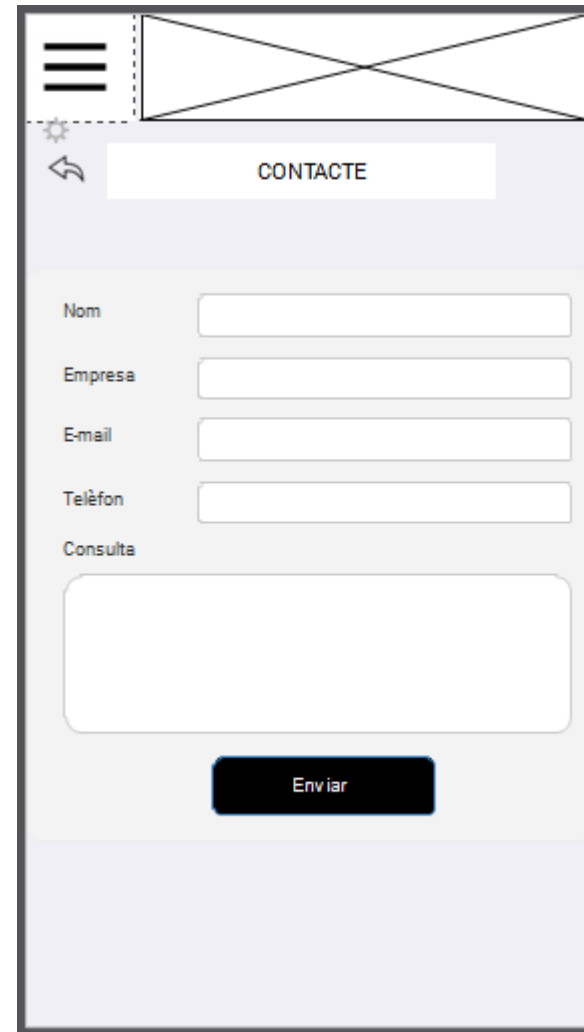 CONTACTE
Nom
Empresa
E-mail
Telèfon
Consulta
Enviar